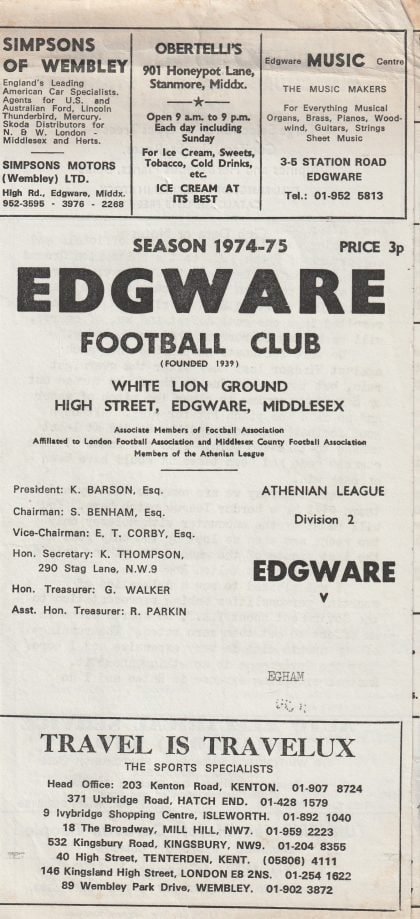 SIMPSONS
OF WEMBLEY
England's Leading
American Car Specialists.
Agents for U.S. and
Australian Ford, Lincoln
Thunderbird, Mercury.
Skoda Distributors for
N. & W. London -
Middlesex and Herts.
SIMPSONS MOTORS
(Wembley) LTD.
High Rd., Edgware, Middx.
952-3595 - 3976 - 2268
OBERTELLI'S
901 Honeypot Lane,
Stanmore, Middx.
Open 9 a.m. to 9 p.m.
Each day including
Sunday
For Ice Cream, Sweets,
Tobacco, Cold Drinks,
etc.
ICE CREAM AT
ITS BEST
Edgware MUSIC Centre
THE MUSIC MAKERS
For Everything Musical
Organs, Brass, Pianos, Wood-
wind, Guitars, Strings
Sheet Music
3-5 STATION ROAD
EDGWARE
Tel.: 01-952 5813
SEASON 1974-75 PRICE 3p
EDGWARE
FOOTBALL CLUB
(FOUNDED 1939)
WHITE LION GROUND
HIGH STREET, EDGWARE, MIDDLESEX
Associate Members of Football Association
Affiliated to London Football Association and Middlesex County Football Association
Members of the Athenian League
President: K. BARSON, Esq.
Chairman: S. BENHAM, Esq.
Vice-Chairman: E. T. CORBY, Esq.
Hon. Secretary: K. THOMPSON,
290 Stag Lane, N.W.9
Hon. Treasurer: G. WALKER
Asst. Hon. Treasurer: R. PARKIN
ATHENIAN LEAGUE
Division 2
EDGWARE
v
EGHAM
TRAVEL IS TRAVELUX
THE SPORTS SPECIALISTS
Head Office: 203 Kenton Road, KENTON. 01-907 8724
371 Uxbridge Road, HATCH END. 01-428 1579
9 Ivybridge Shopping Centre, ISLEWORTH. 01-892 1040
18 The Broadway, MILL HILL, NW7. 01-959 2223
532 Kingsbury Road, KINGSBURY, NW9. 01-204 8355
40 High Street, TENTERDEN, KENT. (05806) 4111
146 Kingsland High Street, LONDON E8 2NS. 01-254 1622
89 Wembley Park Drive, WEMBLEY. 01-902 3872